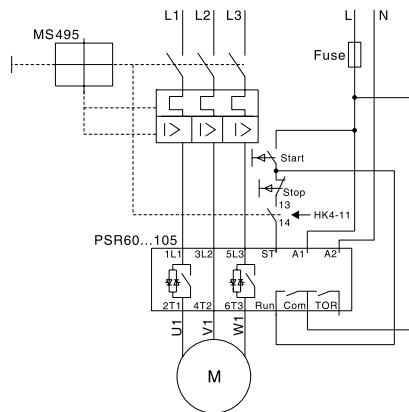 L1 L2 L3 L N
MS495
Fuse
Start
Stop
13
14
HK4-11
PSR60...105
1L1 3L2 5L3 ST A1 A2
2T1 4T2 6T3 Run Com TOR
U1 V1 W1
M